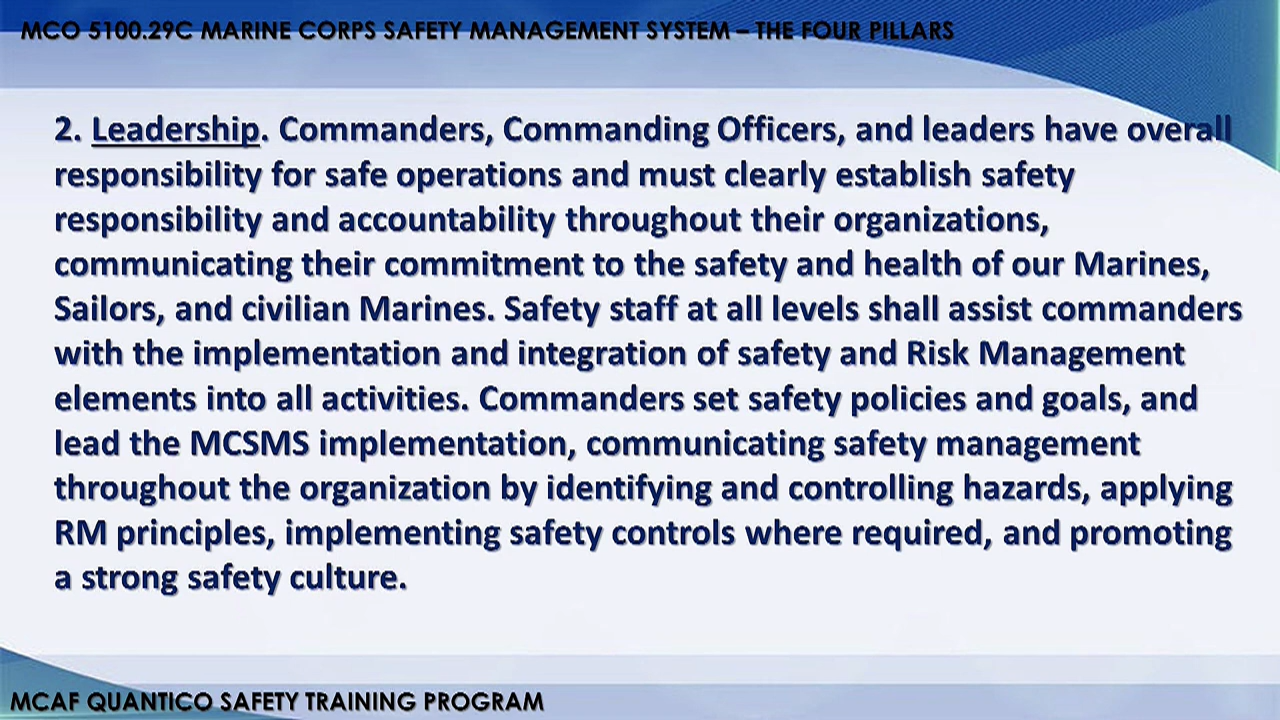 MCO 5100.29C MARINE CORPS SAFETY MANAGEMENT SYSTEM – THE FOUR PILLARS
2. Leadership. Commanders, Commanding Officers, and leaders have overall
responsibility for safe operations and must clearly establish safety
responsibility and accountability throughout their organizations,
communicating their commitment to the safety and health of our Marines,
Sailors, and civilian Marines. Safety staff at all levels shall assist commanders
with the implementation and integration of safety and Risk Management
elements into all activities. Commanders set safety policies and goals, and
lead the MCSMS implementation, communicating safety management
throughout the organization by identifying and controlling hazards, applying
RM principles, implementing safety controls where required, and promoting
a strong safety culture.
MCAF QUANTICO SAFETY TRAINING PROGRAM